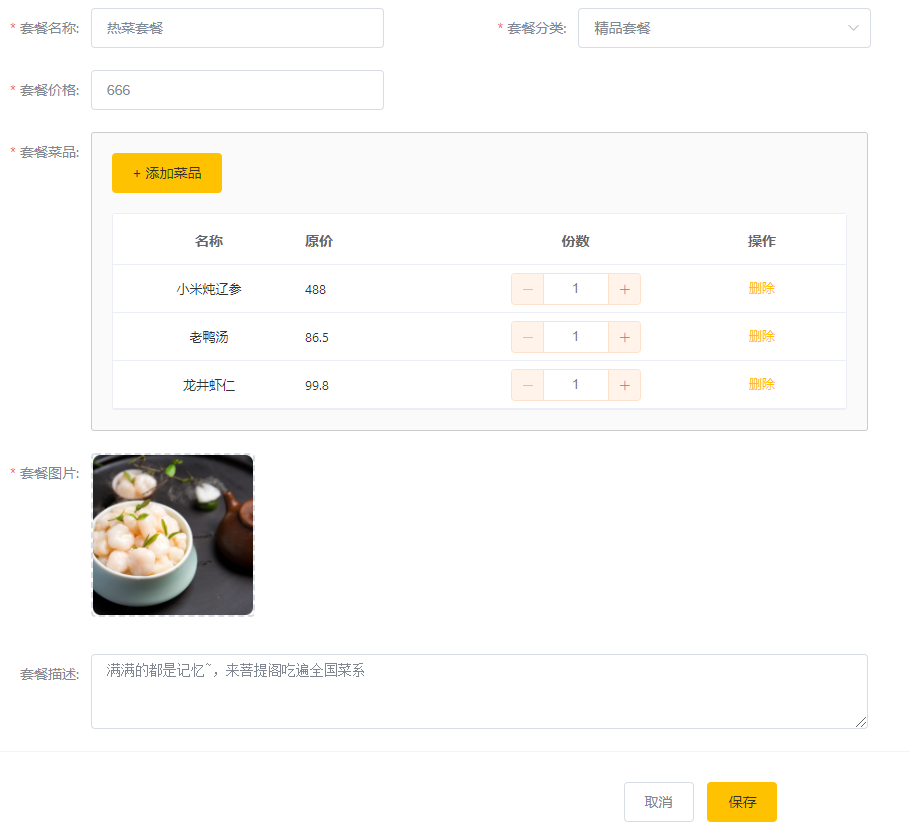 * 套餐名称: 热菜套餐 * 套餐分类: 精品套餐
* 套餐价格: 666
* 套餐菜品:
+ 添加菜品
名称 原价 份数 操作
小米炖辽参 488 － 1 ＋ 删除
老鸭汤 86.5 － 1 ＋ 删除
龙井虾仁 99.8 － 1 ＋ 删除
* 套餐图片:
套餐描述: 满满的都是记忆~，来菩提阁吃遍全国菜系
取消 保存